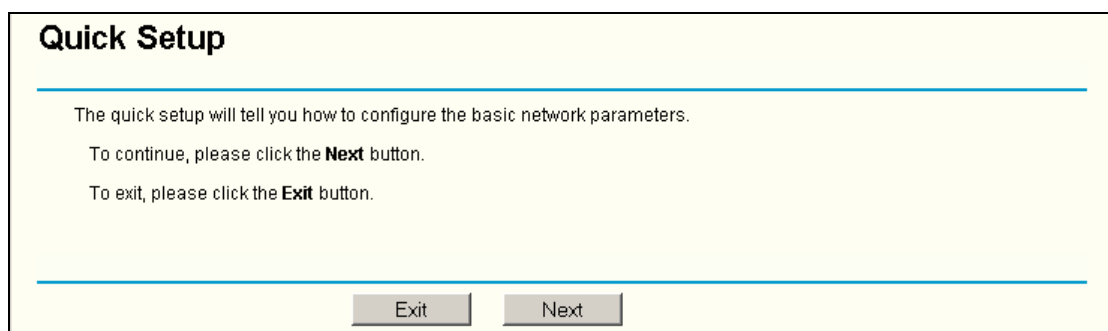 Quick Setup
The quick setup will tell you how to configure the basic network parameters.
To continue, please click the Next button.
To exit, please click the Exit button.
Exit
Next